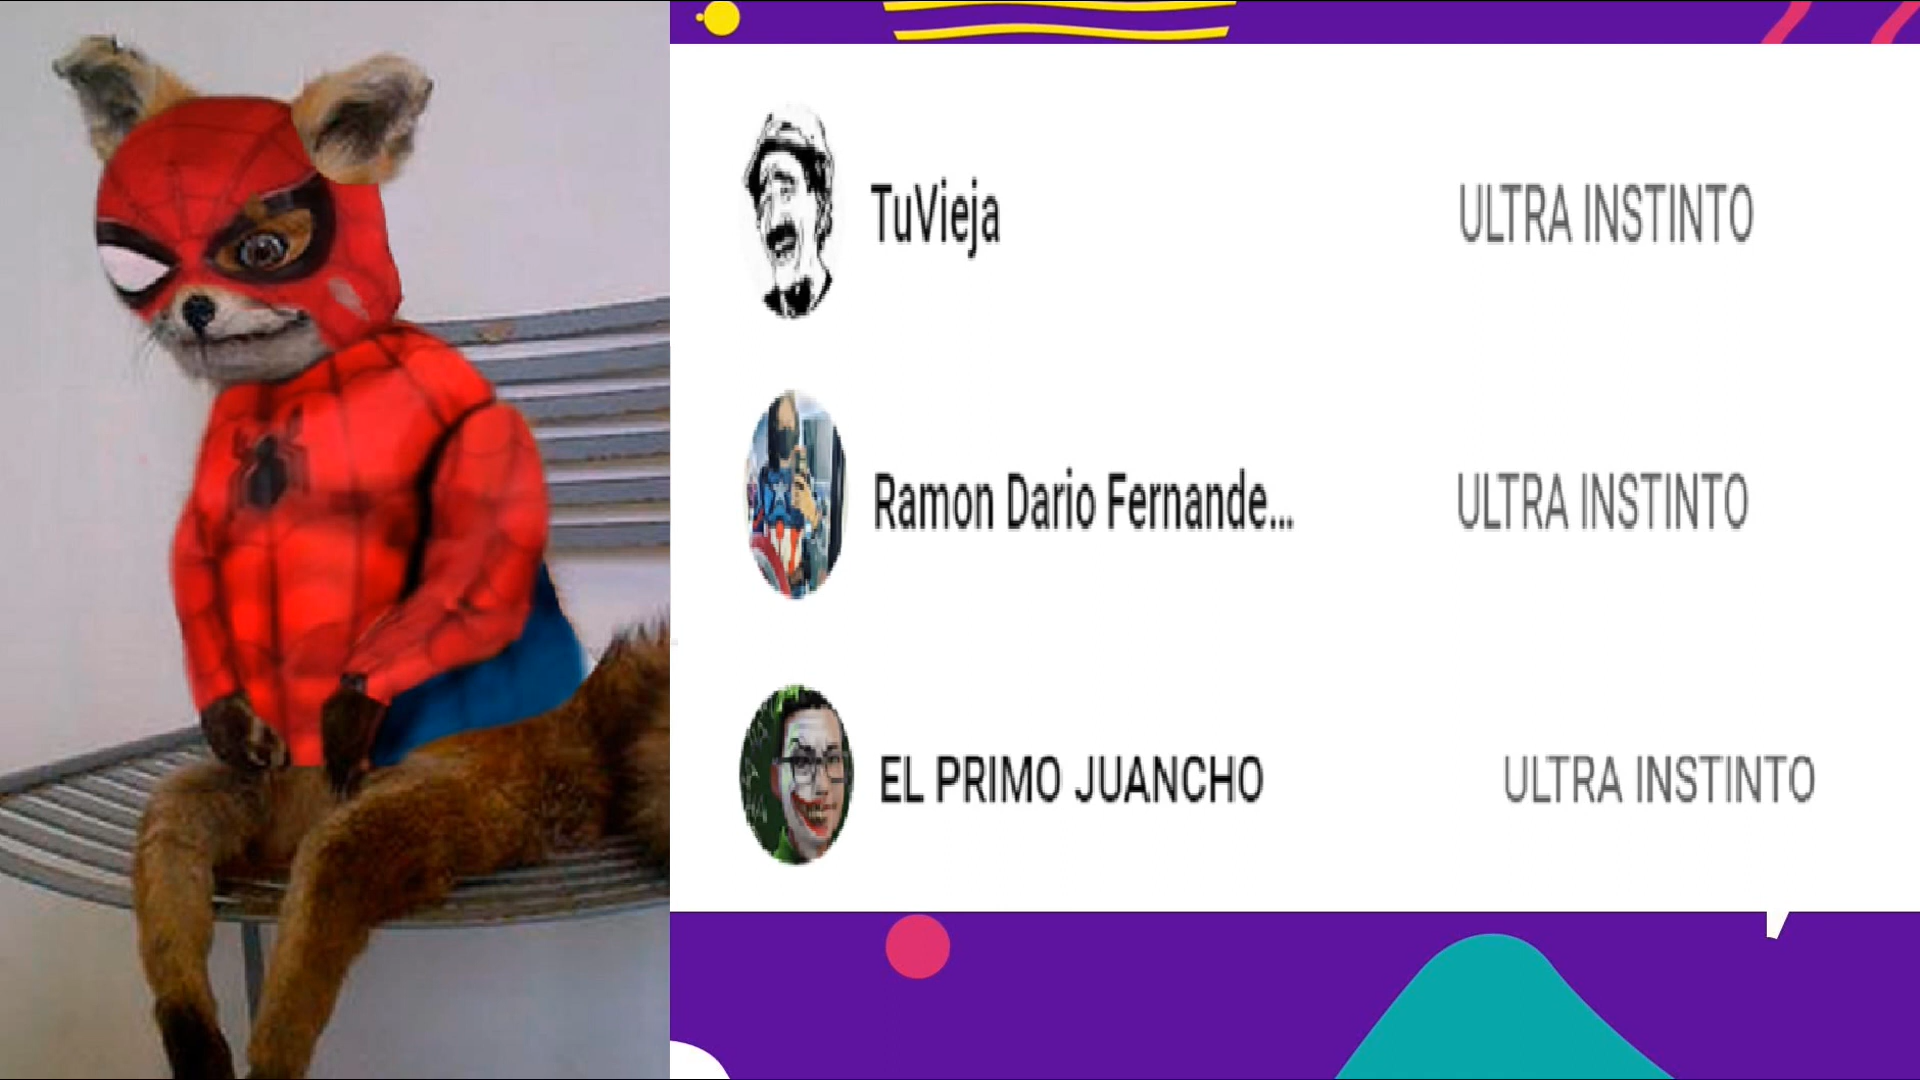 TuVieja ULTRA INSTINTO
Ramon Dario Fernande... ULTRA INSTINTO
EL PRIMO JUANCHO ULTRA INSTINTO